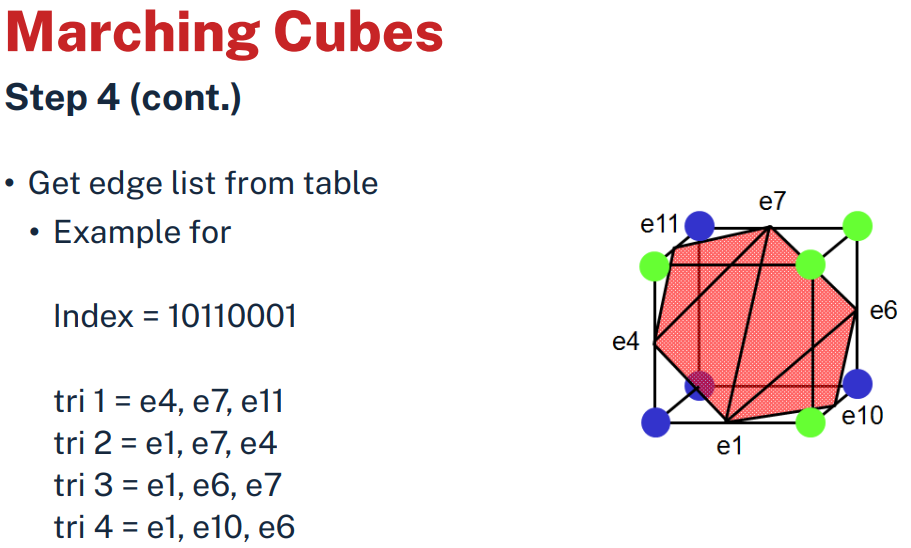 Marching Cubes
Step 4 (cont.)
• Get edge list from table
• Example for
Index = 10110001
tri 1 = e4, e7, e11
tri 2 = e1, e7, e4
tri 3 = e1, e6, e7
tri 4 = e1, e10, e6
e7
e11
e6
e4
e10
e1